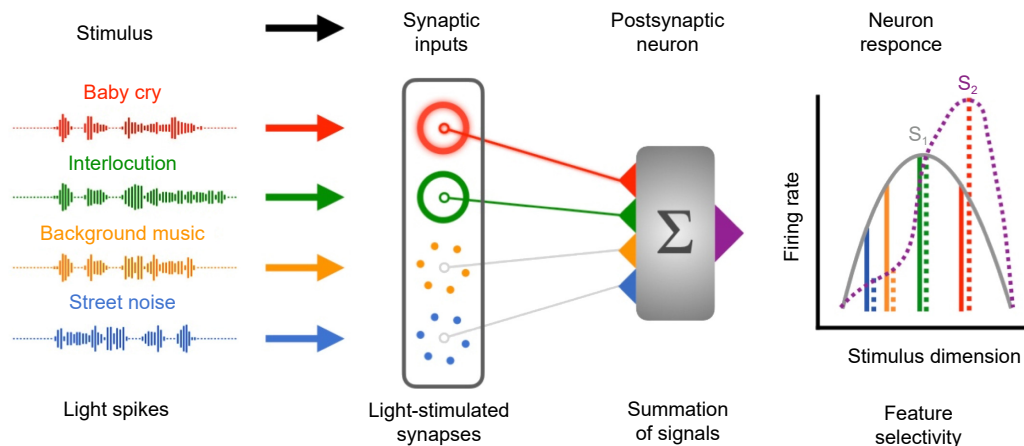 Stimulus
Synaptic
inputs
Postsynaptic
neuron
Neuron
responce
Baby cry
Interlocution
Background music
Street noise
Σ
S1
S2
Firing rate
Stimulus dimension
Light spikes
Light-stimulated
synapses
Summation
of signals
Feature
selectivity